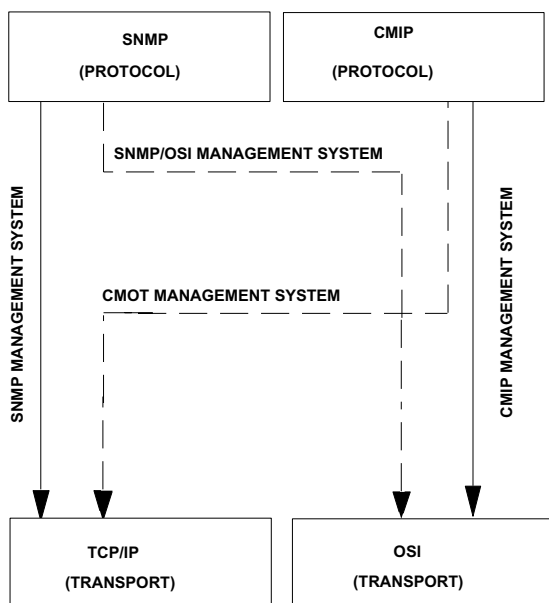 SNMP
(PROTOCOL)
CMIP
(PROTOCOL)
SNMP/OSI MANAGEMENT SYSTEM
SNMP MANAGEMENT SYSTEM
CMIP MANAGEMENT SYSTEM
CMOT MANAGEMENT SYSTEM
TCP/IP
(TRANSPORT)
OSI
(TRANSPORT)